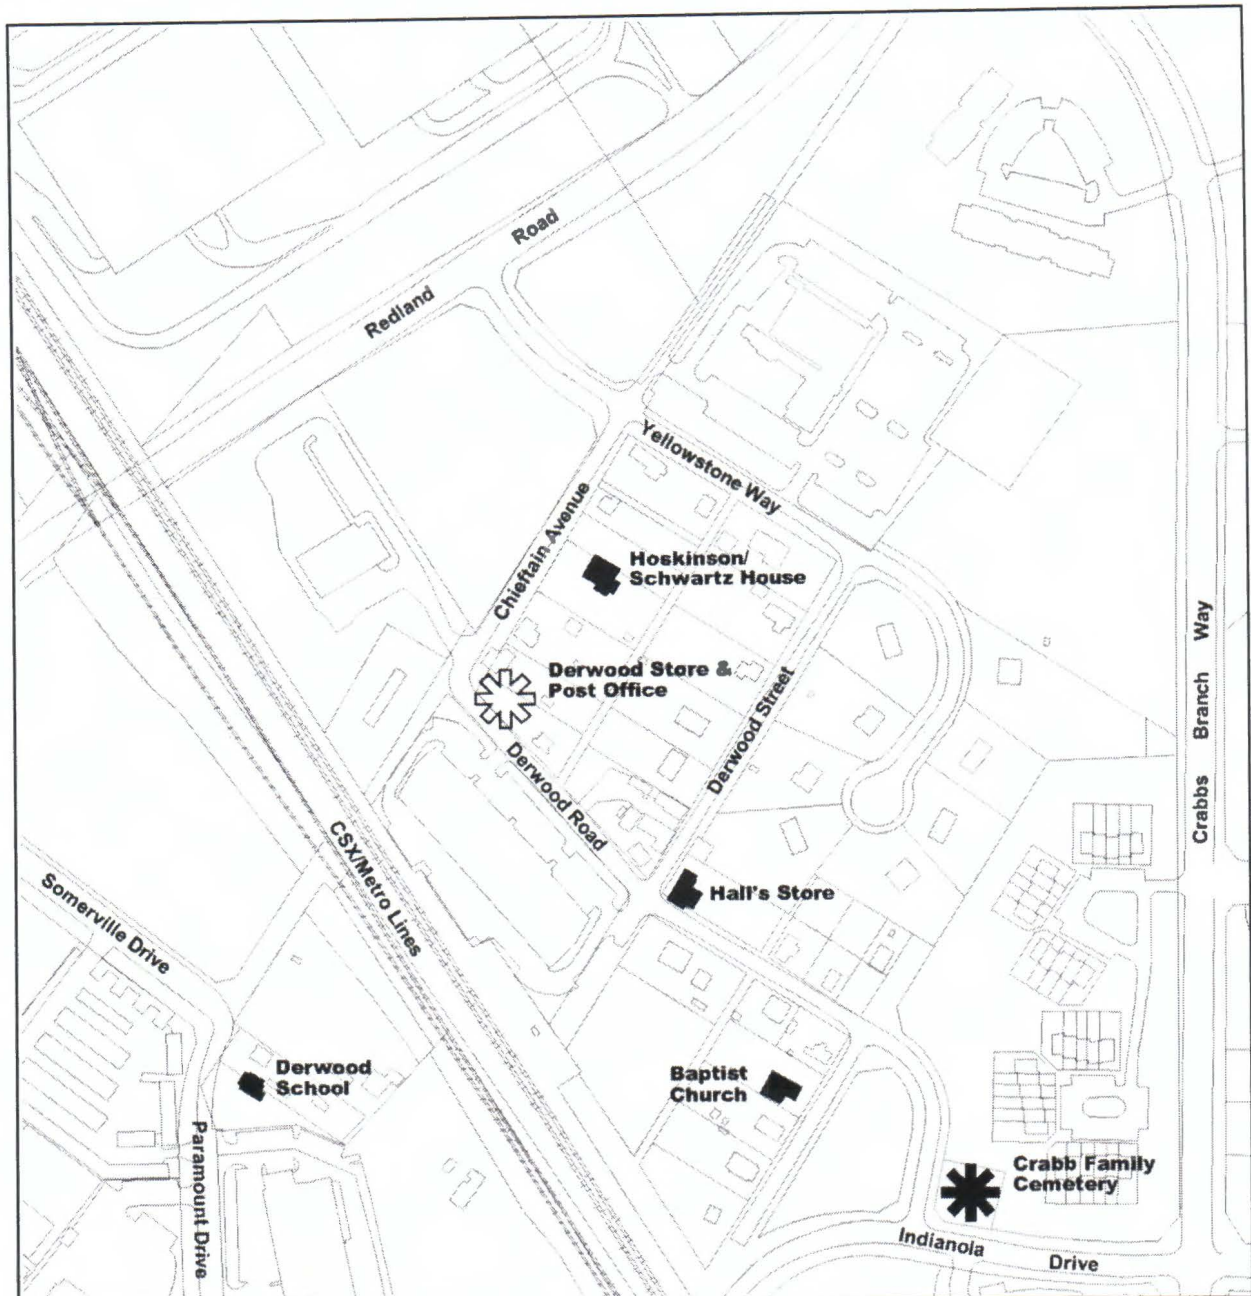 Road
Redland
Yellowstone Way
Chieftain Avenue
Hoskinson/
Schwartz House
Derwood Store &
Post Office
Derwood Street
Crabbs Branch Way
Derwood Road
CSX/Metro Lines
Hall's Store
Somerville Drive
Derwood
School
Baptist
Church
Paramount Drive
Crabb Family
Cemetery
Indianola Drive